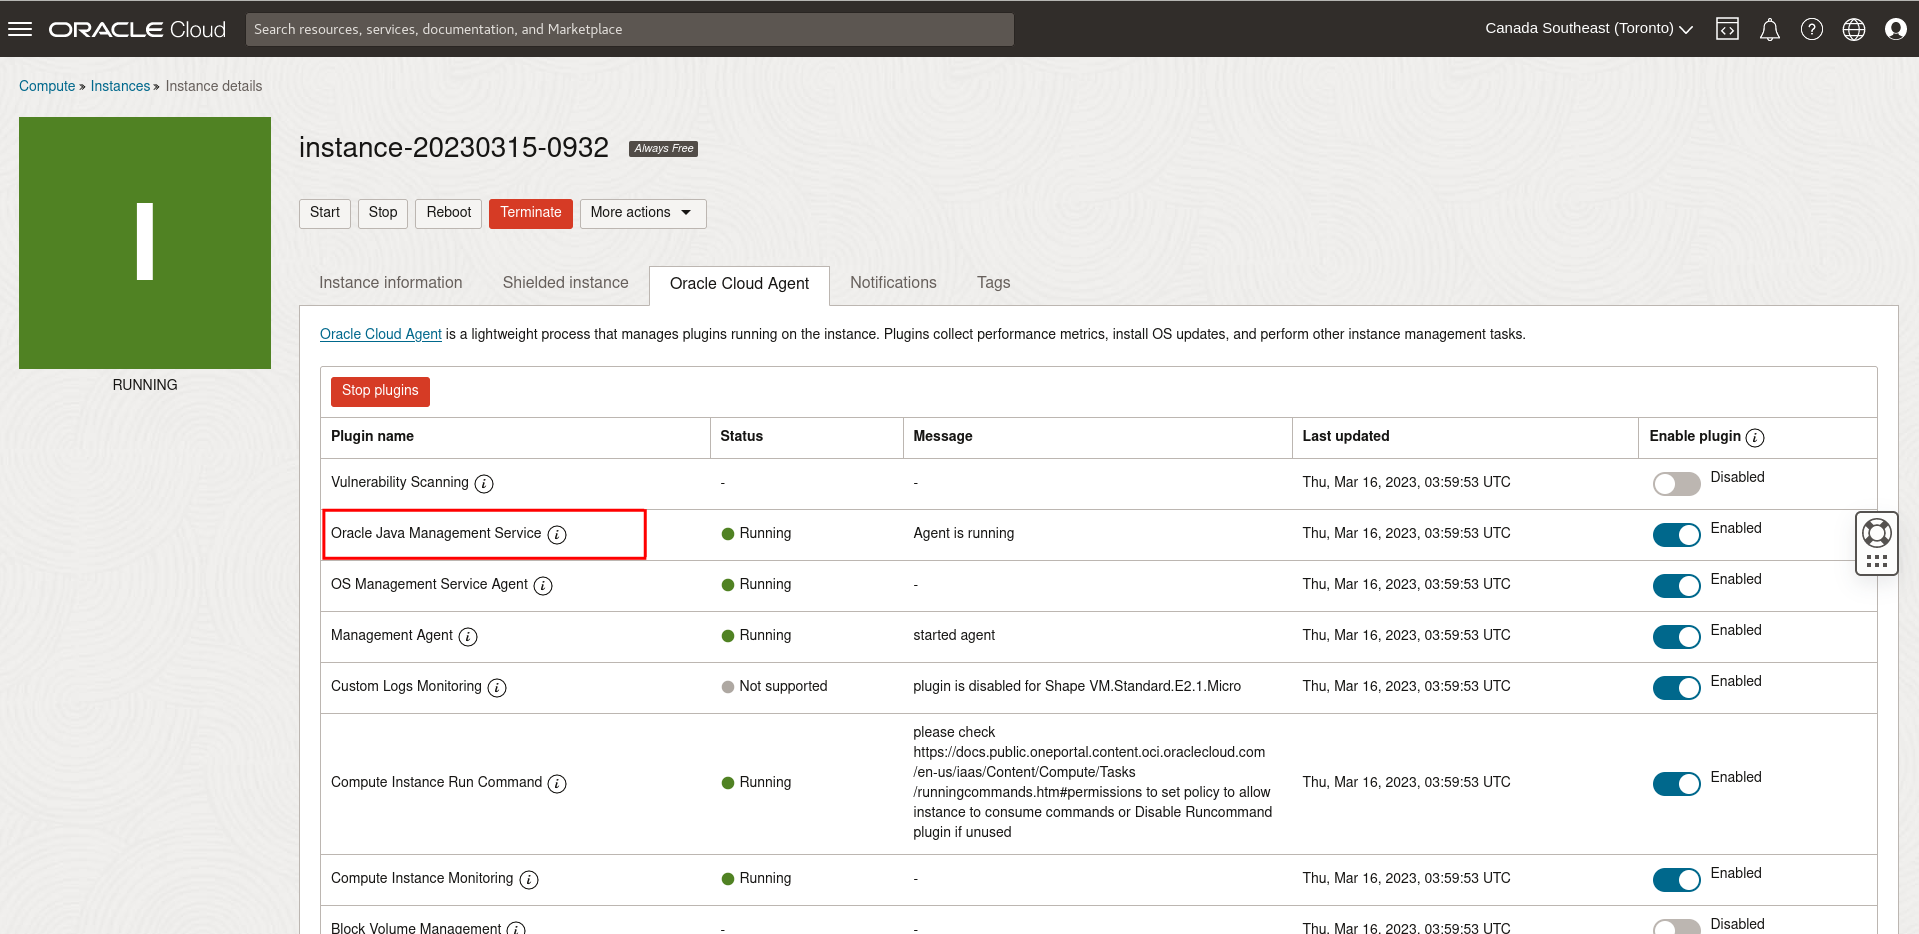 ORACLE Cloud
Search resources, services, documentation, and Marketplace
Canada Southeast (Toronto)
Compute » Instances » Instance details
I
RUNNING
instance-20230315-0932 Always Free
Start Stop Reboot Terminate More actions
Instance information Shielded instance Oracle Cloud Agent Notifications Tags
Oracle Cloud Agent is a lightweight process that manages plugins running on the instance. Plugins collect performance metrics, install OS updates, and perform other instance management tasks.
Stop plugins
Plugin name Status Message Last updated Enable plugin i
Vulnerability Scanning i - - Thu, Mar 16, 2023, 03:59:53 UTC Disabled
Oracle Java Management Service i Running Agent is running Thu, Mar 16, 2023, 03:59:53 UTC Enabled
OS Management Service Agent i Running - Thu, Mar 16, 2023, 03:59:53 UTC Enabled
Management Agent i Running started agent Thu, Mar 16, 2023, 03:59:53 UTC Enabled
Custom Logs Monitoring i Not supported plugin is disabled for Shape VM.Standard.E2.1.Micro Thu, Mar 16, 2023, 03:59:53 UTC Enabled
please check
https://docs.public.oneportal.content.oci.oraclecloud.com
/en-us/iaas/Content/Compute/Tasks
Compute Instance Run Command i Running /runningcommands.htm#permissions to set policy to allow Thu, Mar 16, 2023, 03:59:53 UTC Enabled
instance to consume commands or Disable Runcommand
plugin if unused
Compute Instance Monitoring i Running - Thu, Mar 16, 2023, 03:59:53 UTC Enabled
Block Volume Management i - - Thu, Mar 16, 2023, 03:59:53 UTC Disabled